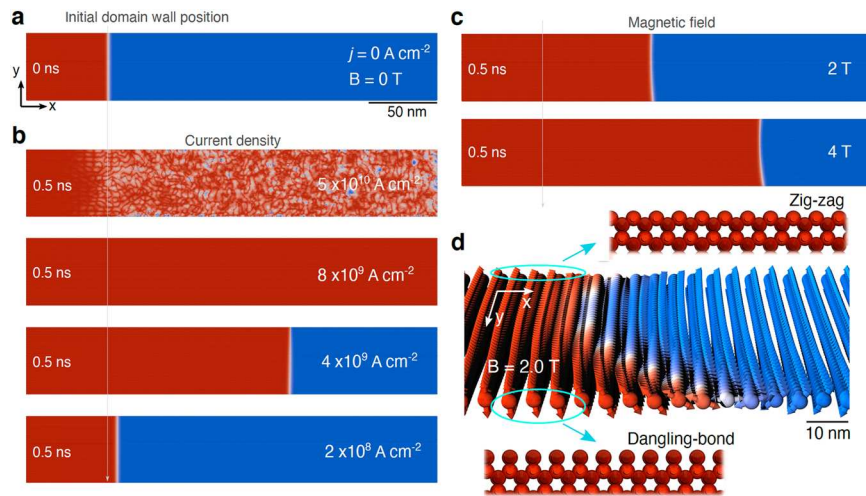 a
Initial domain wall position
0 ns
j = 0 A cm⁻²
B = 0 T
y
x
50 nm
b
Current density
0.5 ns
5 x10¹⁰ A cm⁻²
0.5 ns
8 x10⁹ A cm⁻²
0.5 ns
4 x10⁹ A cm⁻²
0.5 ns
2 x10⁸ A cm⁻²
c
Magnetic field
0.5 ns
2 T
0.5 ns
4 T
Zig-zag
d
x
y
B = 2.0 T
10 nm
Dangling-bond